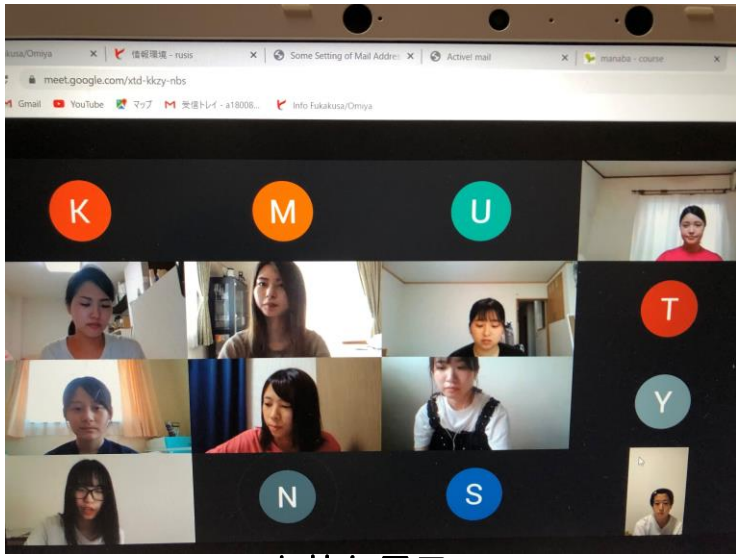 kusa/Omiya × 情報環境 - rusis × Some Setting of Mail Addres × Active! mail × manaba - course ×
meet.google.com/xtd-kkzy-nbs
Gmail YouTube マップ 受信トレイ - a18008... Info Fukakusa/Omiya
K M U
T
Y
N S